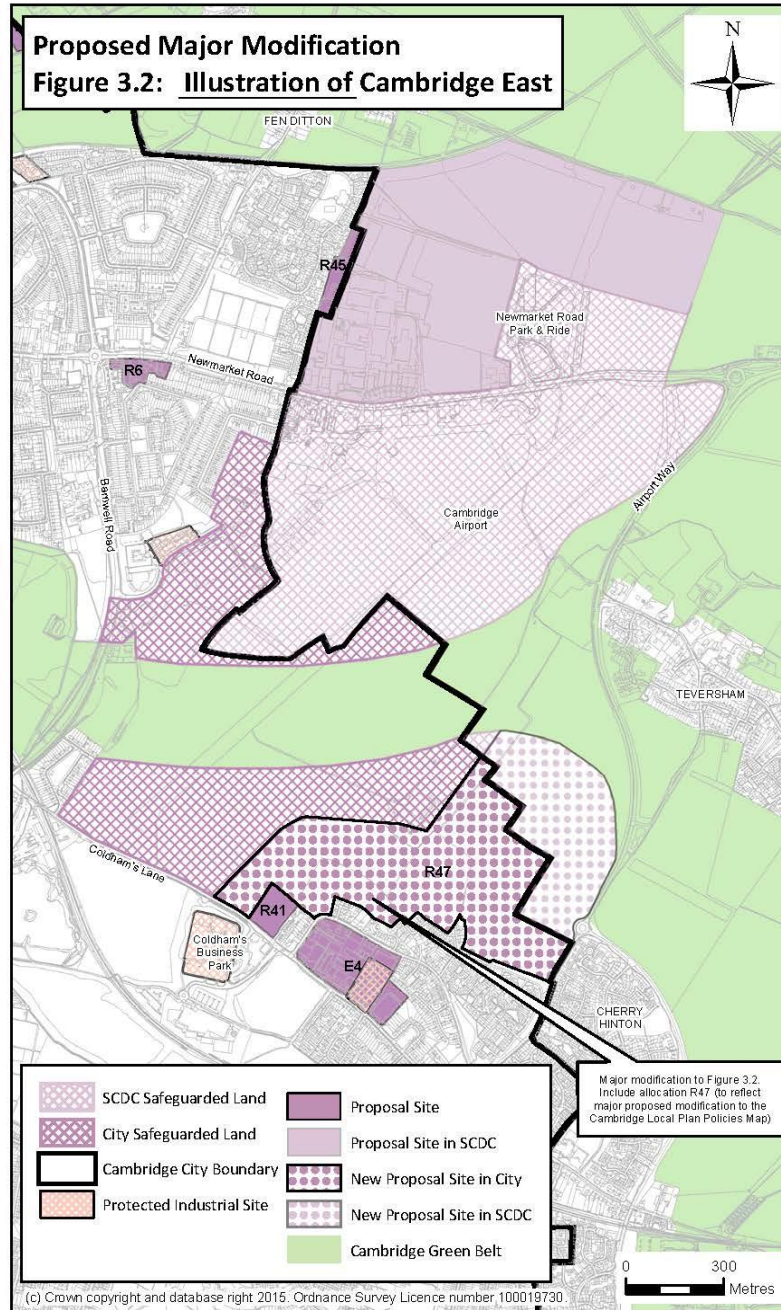 Proposed Major Modification
Figure 3.2: Illustration of Cambridge East
N
FEN DITTON
R45
Newmarket Road
Park & Ride
Newmarket Road
R6
Barnwell Road
Airport Way
Cambridge
Airport
TEVERSHAM
Coldham's Lane
R47
R41
Coldham's
Business
Park
E4
CHERRY
HINTON
Major modification to Figure 3.2.
Include allocation R47 (to reflect
major proposed modification to the
Cambridge Local Plan Policies Map)
SCDC Safeguarded Land
City Safeguarded Land
Cambridge City Boundary
Protected Industrial Site
Proposal Site
Proposal Site in SCDC
New Proposal Site in City
New Proposal Site in SCDC
Cambridge Green Belt
0 300
Metres
(c) Crown copyright and database right 2015. Ordnance Survey Licence number 100019730.